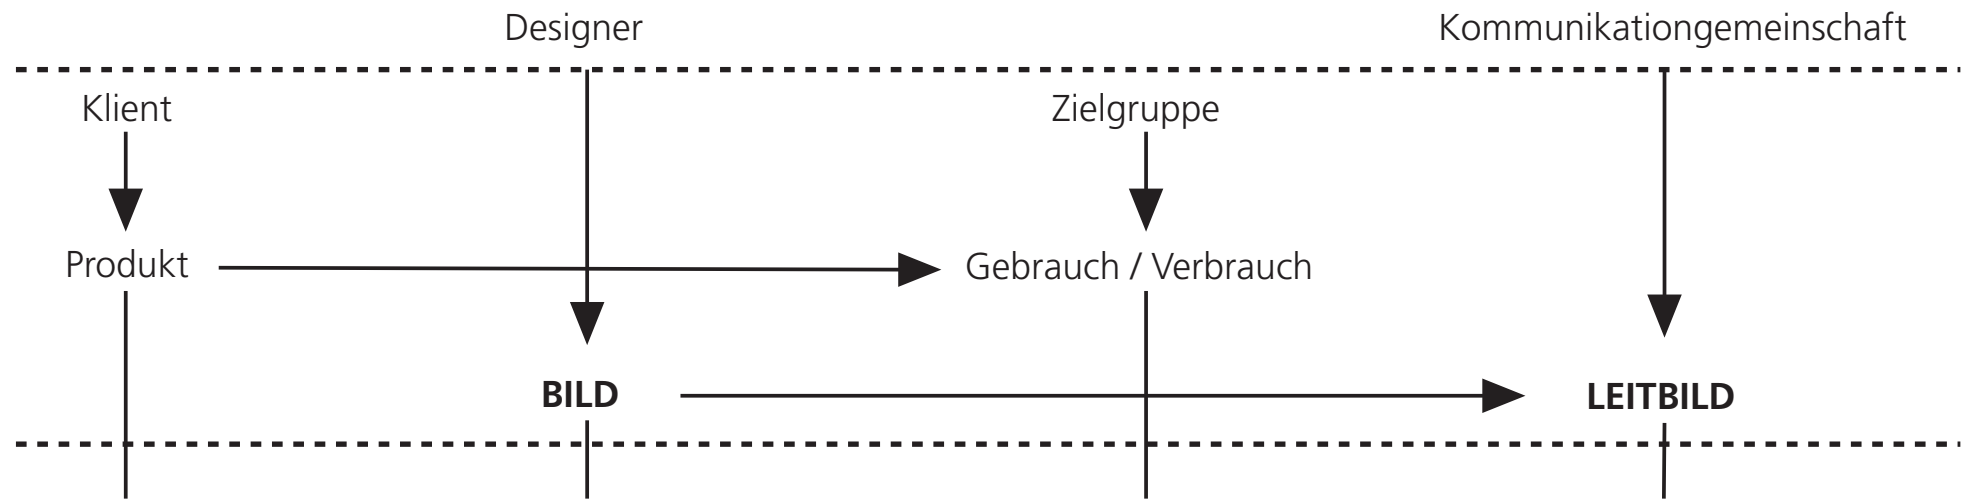 Designer
Kommunikationgemeinschaft
Klient
Zielgruppe
Produkt
Gebrauch / Verbrauch
BILD
LEITBILD